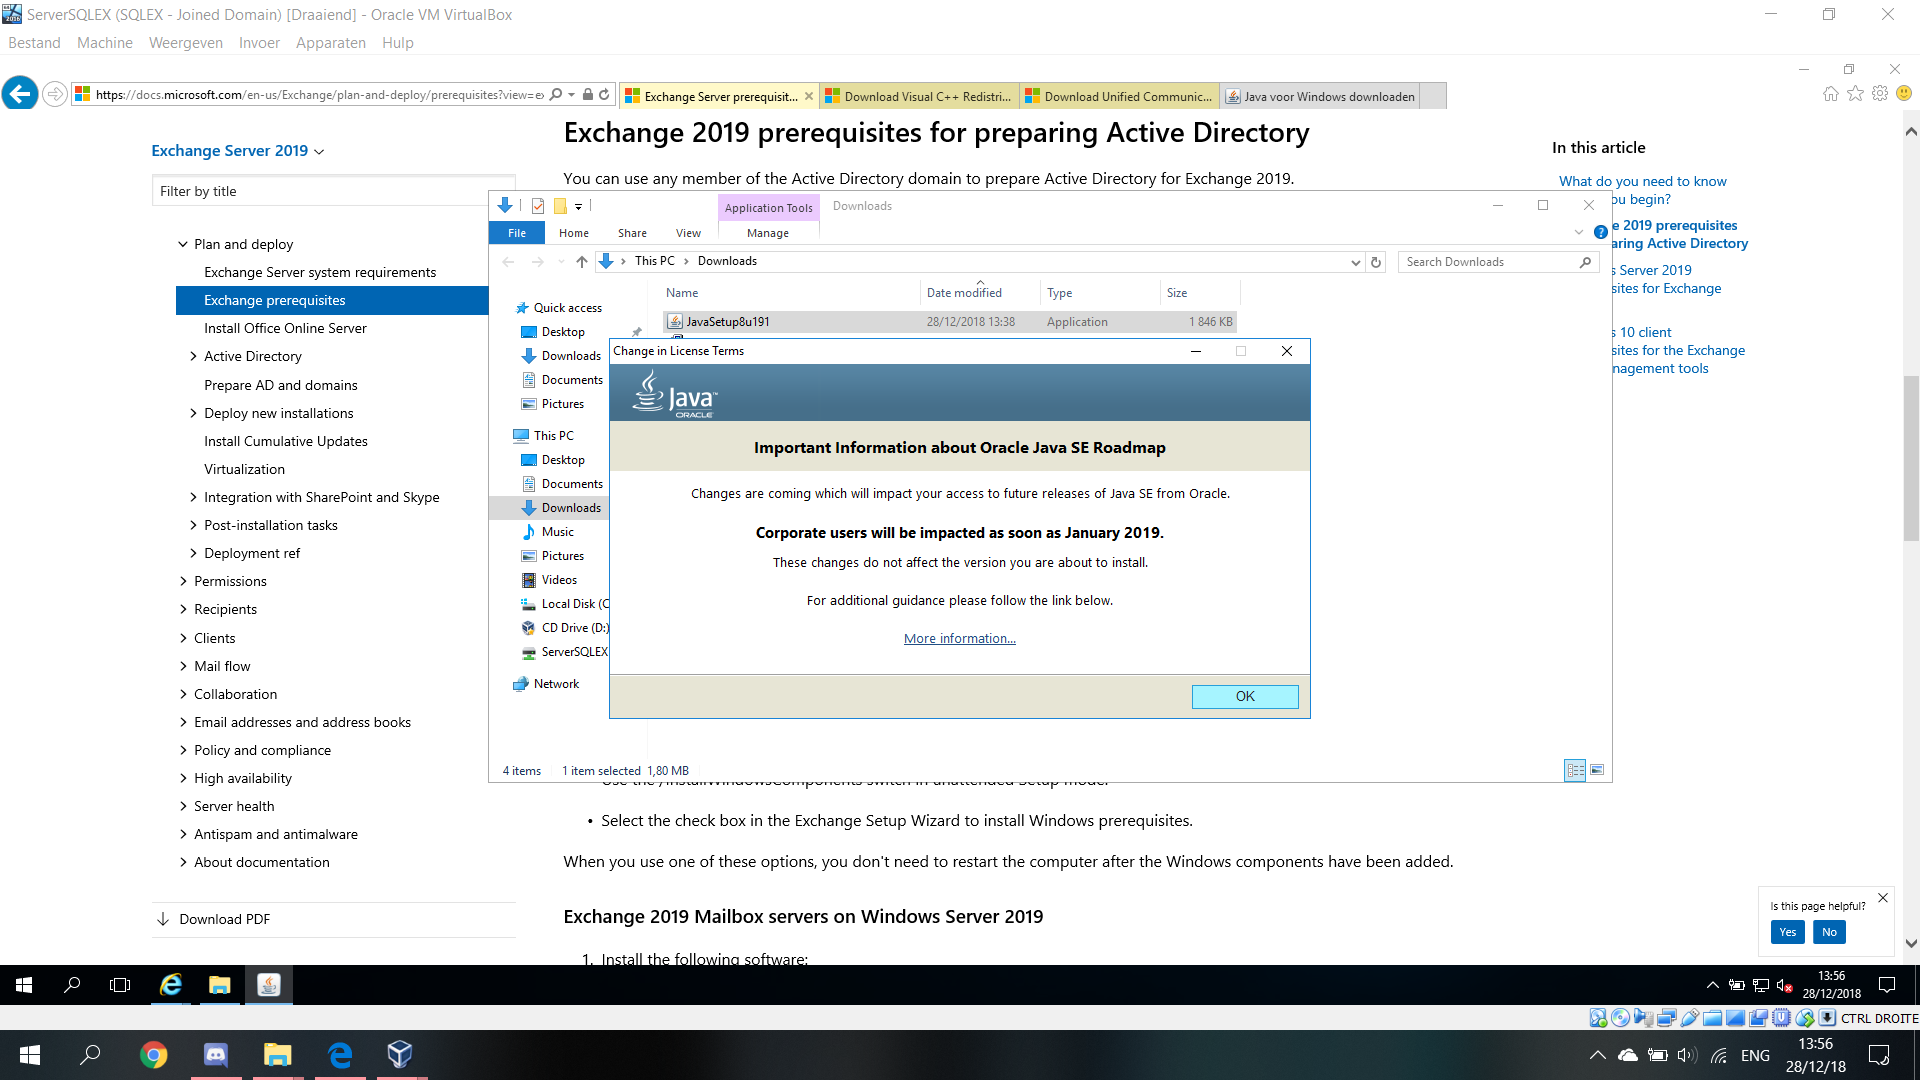 ServerSQLEX (SQLEX - Joined Domain) [Draaiend] - Oracle VM VirtualBox
Bestand Machine Weergeven Invoer Apparaten Hulp
https://docs.microsoft.com/en-us/Exchange/plan-and-deploy/prerequisites?view=e
Exchange Server prerequisit...
Download Visual C++ Redistri...
Download Unified Communic...
Java voor Windows downloaden
Exchange Server 2019
Filter by title
Plan and deploy
Exchange Server system requirements
Exchange prerequisites
Install Office Online Server
Active Directory
Prepare AD and domains
Deploy new installations
Install Cumulative Updates
Virtualization
Integration with SharePoint and Skype
Post-installation tasks
Deployment ref
Permissions
Recipients
Clients
Mail flow
Collaboration
Email addresses and address books
Policy and compliance
High availability
Server health
Antispam and antimalware
About documentation
Download PDF
Exchange 2019 prerequisites for preparing Active Directory
You can use any member of the Active Directory domain to prepare Active Directory for Exchange 2019.
In this article
What do you need to know
ou begin?
e 2019 prerequisites
aring Active Directory
s Server 2019
sites for Exchange
s 10 client
sites for the Exchange
nagement tools
Application Tools
Downloads
File Home Share View Manage
This PC > Downloads
Search Downloads
Name Date modified Type Size
JavaSetup8u191 28/12/2018 13:38 Application 1 846 KB
Quick access
Desktop
Downloads
Documents
Pictures
This PC
Desktop
Documents
Downloads
Music
Pictures
Videos
Local Disk (C
CD Drive (D:)
ServerSQLEX
Network
4 items 1 item selected 1,80 MB
Change in License Terms
Java™
ORACLE
Important Information about Oracle Java SE Roadmap
Changes are coming which will impact your access to future releases of Java SE from Oracle.
Corporate users will be impacted as soon as January 2019.
These changes do not affect the version you are about to install.
For additional guidance please follow the link below.
More information...
OK
Use the /InstallWindowsComponents switch in unattended Setup mode.
• Select the check box in the Exchange Setup Wizard to install Windows prerequisites.
When you use one of these options, you don't need to restart the computer after the Windows components have been added.
Exchange 2019 Mailbox servers on Windows Server 2019
1. Install the following software:
Is this page helpful?
Yes No
13:56
28/12/2018
CTRL DROITE
ENG
13:56
28/12/18